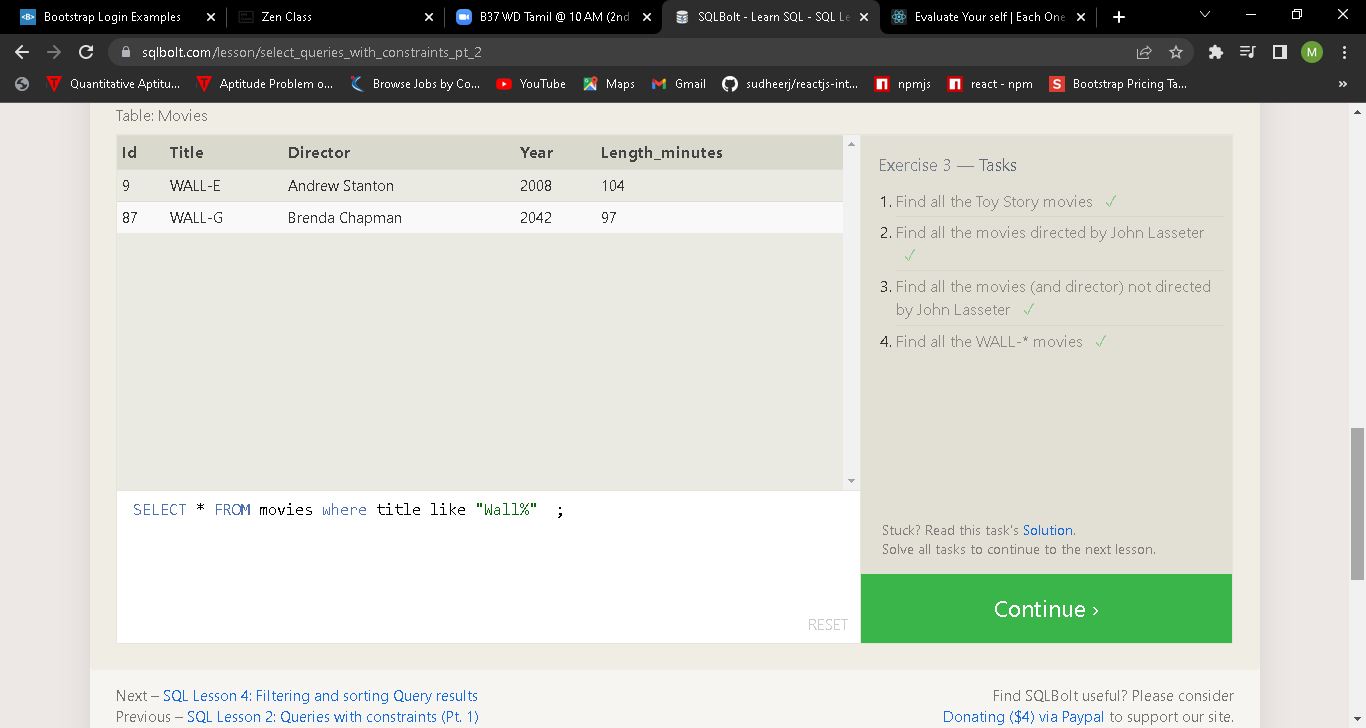 Bootstrap Login Examples
Zen Class
B37 WD Tamil @ 10 AM (2nd
SQLBolt - Learn SQL - SQL Le
Evaluate Your self | Each One
sqlbolt.com/lesson/select_queries_with_constraints_pt_2
M
Quantitative Aptitu...
Aptitude Problem o...
Browse Jobs by Co...
YouTube
Maps
Gmail
sudheerj/reactjs-int...
npmjs
react - npm
Bootstrap Pricing Ta...
Table: Movies
Id Title Director Year Length_minutes
9 WALL-E Andrew Stanton 2008 104
87 WALL-G Brenda Chapman 2042 97
SELECT * FROM movies where title like "Wall%" ;
RESET
Exercise 3 — Tasks
1. Find all the Toy Story movies ✓
2. Find all the movies directed by John Lasseter
✓
3. Find all the movies (and director) not directed
by John Lasseter ✓
4. Find all the WALL-* movies ✓
Stuck? Read this task's Solution.
Solve all tasks to continue to the next lesson.
Continue ›
Next – SQL Lesson 4: Filtering and sorting Query results
Previous – SQL Lesson 2: Queries with constraints (Pt. 1)
Find SQLBolt useful? Please consider
Donating ($4) via Paypal to support our site.